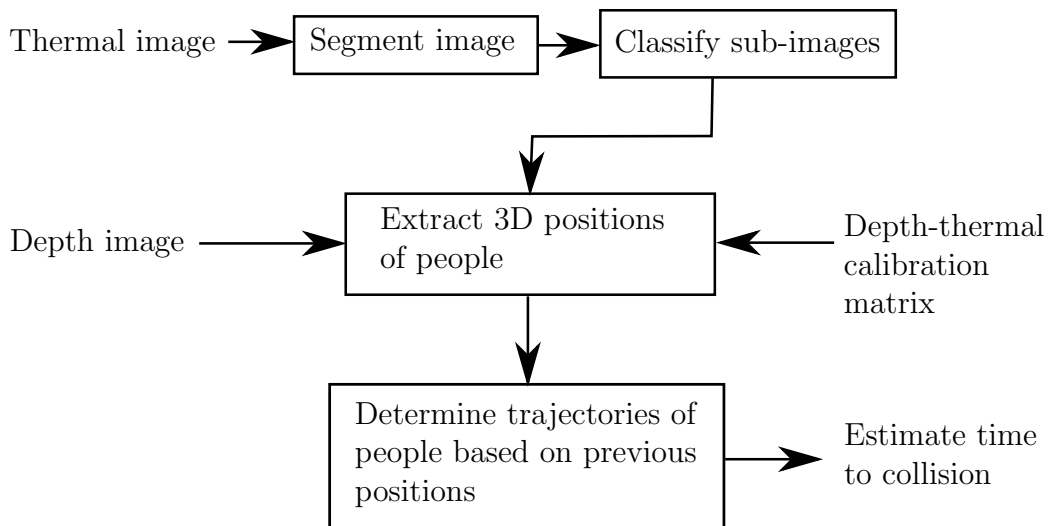 Thermal image
Segment image
Classify sub-images
Extract 3D positions
of people
Depth image
Depth-thermal
calibration
matrix
Determine trajectories of
people based on previous
positions
Estimate time
to collision